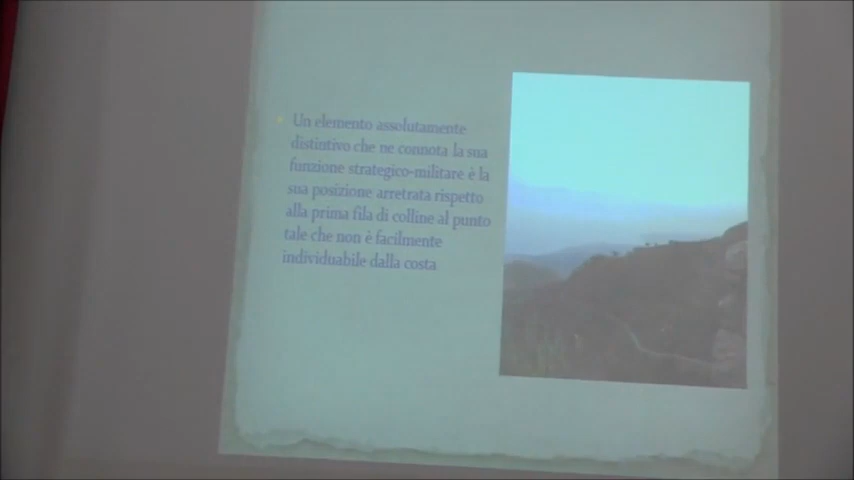 Un elemento assolutamente
distintivo che ne connota la sua
funzione strategico-militare è la
sua posizione arretrata rispetto
alla prima fila di colline al punto
tale che non è facilmente
individuabile dalla costa